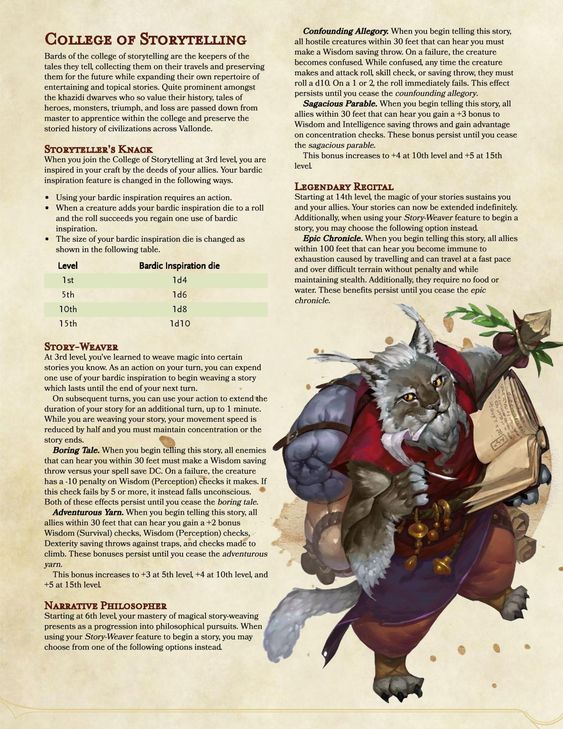 COLLEGE OF STORYTELLING
Bards of the college of storytelling are the keepers of
the tales they tell, collecting them on their travels and preserving
them for the future while expanding their own repertoire of
entertaining and topical stories. Quite prominent amongst
the khazidi dwarves who so value their history, tales of
heroes, monsters, triumph, and loss are passed down from
master to apprentice within the college and preserve the
storied history of civilizations across Vallonde.
STORYTELLER'S KNACK
When you join the College of Storytelling at 3rd level, you are
inspired in your craft by the deeds of your allies. Your bardic
inspiration feature is changed in the following ways.
• Using your bardic inspiration requires an action.
• When a creature adds your bardic inspiration die to a roll
and the roll succeeds you regain one use of bardic
inspiration.
• The size of your bardic inspiration die is changed as
shown in the following table.
Level Bardic Inspiration die
1st 1d4
5th 1d6
10th 1d8
15th 1d10
STORY-WEAVER
At 3rd level, you've learned to weave magic into certain
stories you know. As an action on your turn, you can expend
one use of your bardic inspiration to begin weaving a story
which lasts until the end of your next turn.
On subsequent turns, you can use your action to extend the
duration of your story for an additional turn, up to 1 minute.
While you are weaving your story, your movement speed is
reduced by half and you must maintain concentration or the
story ends.
Boring Tale. When you begin telling this story, all enemies
that can hear you within 30 feet must make a Wisdom saving
throw versus your spell save DC. On a failure, the creature
has a -10 penalty on Wisdom (Perception) checks it makes. If
this check fails by 5 or more, it instead falls unconscious.
Both of these effects persist until you cease the boring tale.
Adventurous Yarn. When you begin telling this story, all
allies within 30 feet that can hear you gain a +2 bonus
Wisdom (Survival) checks, Wisdom (Perception) checks,
Dexterity saving throws against traps, and checks made to
climb. These bonuses persist until you cease the adventurous
yarn.
This bonus increases to +3 at 5th level, +4 at 10th level, and
+5 at 15th level.
NARRATIVE PHILOSOPHER
Starting at 6th level, your mastery of magical story-weaving
presents as a progression into philosophical pursuits. When
using your Story-Weaver feature to begin a story, you may
choose from one of the following options instead.
Confounding Allegory. When you begin telling this story,
all hostile creatures within 30 feet that can hear you must
make a Wisdom saving throw. On a failure, the creature
becomes confused. While confused, any time the creature
makes and attack roll, skill check, or saving throw, they must
roll a d10. On a 1 or 2, the roll immediately fails. This effect
persists until you cease the counfounding allegory.
Sagacious Parable. When you begin telling this story, all
allies within 30 feet that can hear you gain a +3 bonus to
Wisdom and Intelligence saving throws and gain advantage
on concentration checks. These bonus persist until you cease
the sagacious parable.
This bonus increases to +4 at 10th level and +5 at 15th
level.
LEGENDARY RECITAL
Starting at 14th level, the magic of your stories sustains you
and your allies. Your stories can now be extended indefinitely.
Additionally, when using your Story-Weaver feature to begin a
story, you may choose the following option instead.
Epic Chronicle. When you begin telling this story, all allies
within 100 feet that can hear you become immune to
exhaustion caused by travelling and can travel at a fast pace
and over difficult terrain without penalty and while
maintaining stealth. Additionally, they require no food or
water. These benefits persist until you cease the epic
chronicle.